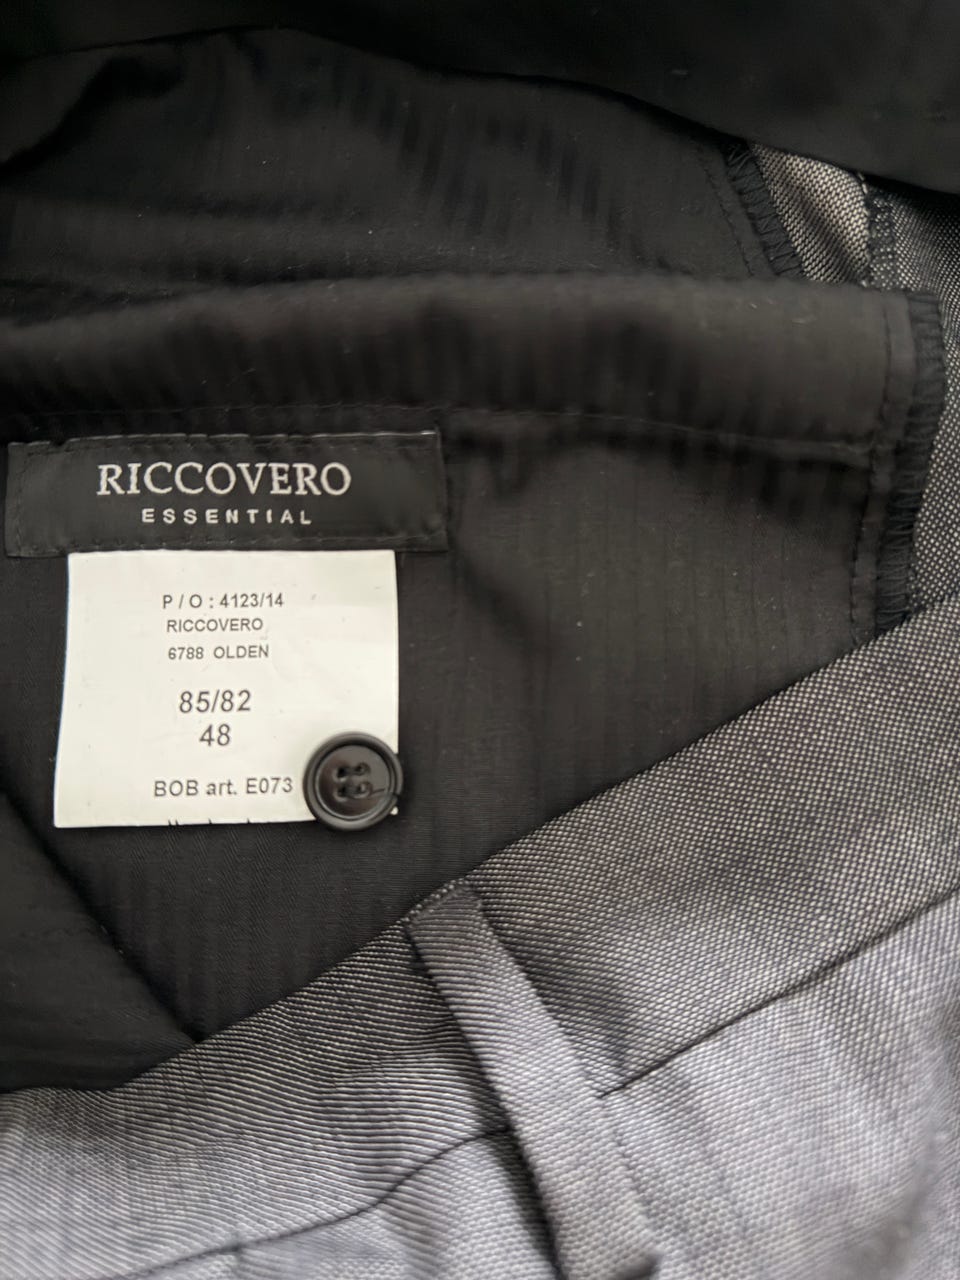 RICCOVERO
ESSENTIAL
P / O : 4123/14
RICCOVERO
6788 OLDEN
85/82
48
BOB art. E073